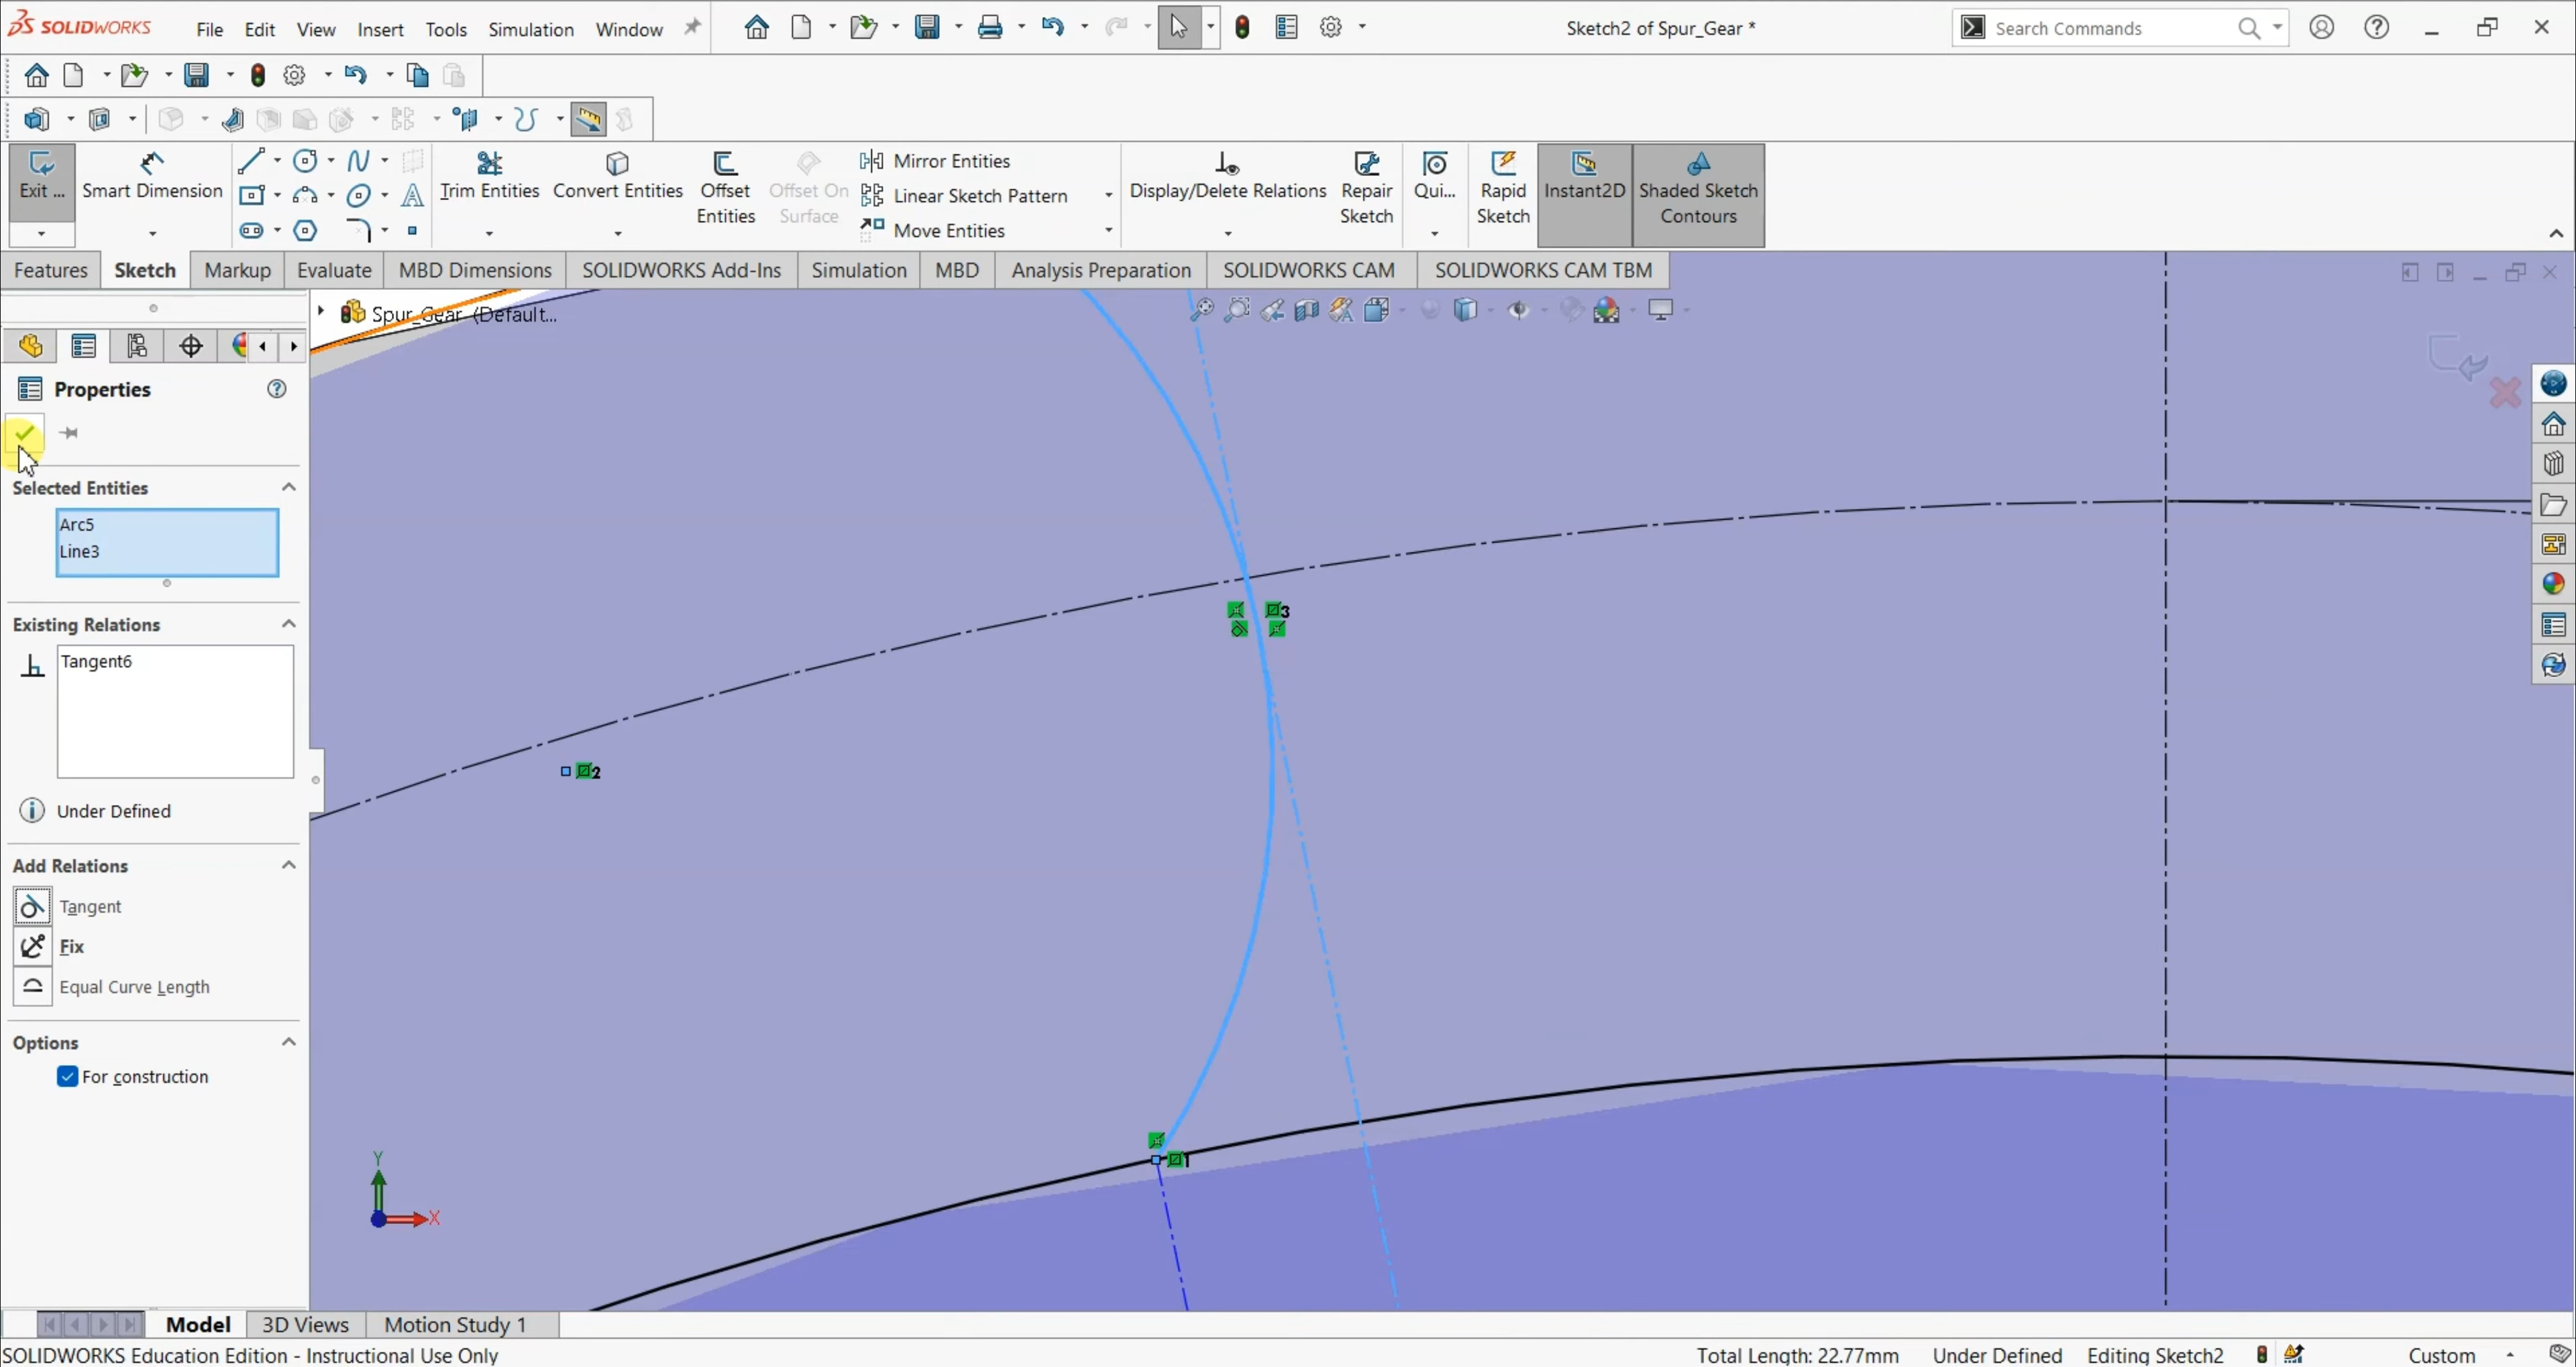 SOLIDWORKS File Edit View Insert Tools Simulation Window Sketch2 of Spur_Gear * Search Commands
Exit ... Smart Dimension Trim Entities Convert Entities Offset Entities Offset On Surface Mirror Entities Display/Delete Relations Repair Sketch Qui... Rapid Sketch Instant2D Shaded Sketch Contours
Linear Sketch Pattern
Move Entities
Features Sketch Markup Evaluate MBD Dimensions SOLIDWORKS Add-Ins Simulation MBD Analysis Preparation SOLIDWORKS CAM SOLIDWORKS CAM TBM
Spur_Gear (Default...
Properties
Selected Entities
Arc5
Line3
Existing Relations
3
Tangent6
2
Under Defined
Add Relations
Tangent
Fix
Equal Curve Length
Options
For construction
Y
1
X
Model 3D Views Motion Study 1
SOLIDWORKS Education Edition - Instructional Use Only Total Length: 22.77mm Under Defined Editing Sketch2 Custom